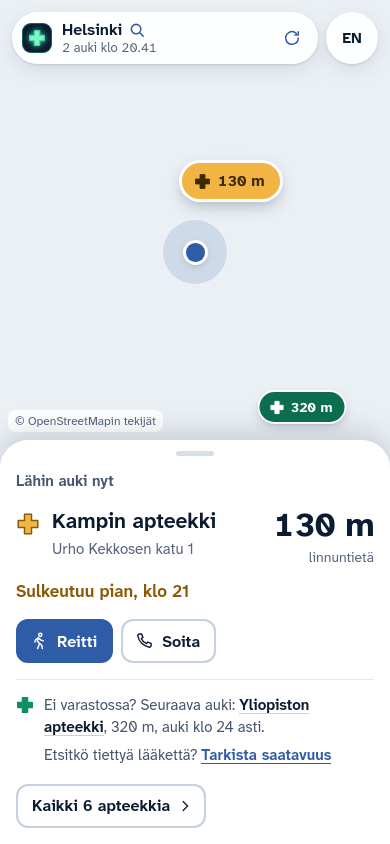 Helsinki
2 auki klo 20.41
EN
130 m
320 m
© OpenStreetMapin tekijät
Lähin auki nyt
Kampin apteekki
130 m
Urho Kekkosen katu 1
linnuntietä
Sulkeutuu pian, klo 21
Reitti
Soita
Ei varastossa? Seuraava auki: Yliopiston
apteekki, 320 m, auki klo 24 asti.
Etsitkö tiettyä lääkettä? Tarkista saatavuus
Kaikki 6 apteekkia